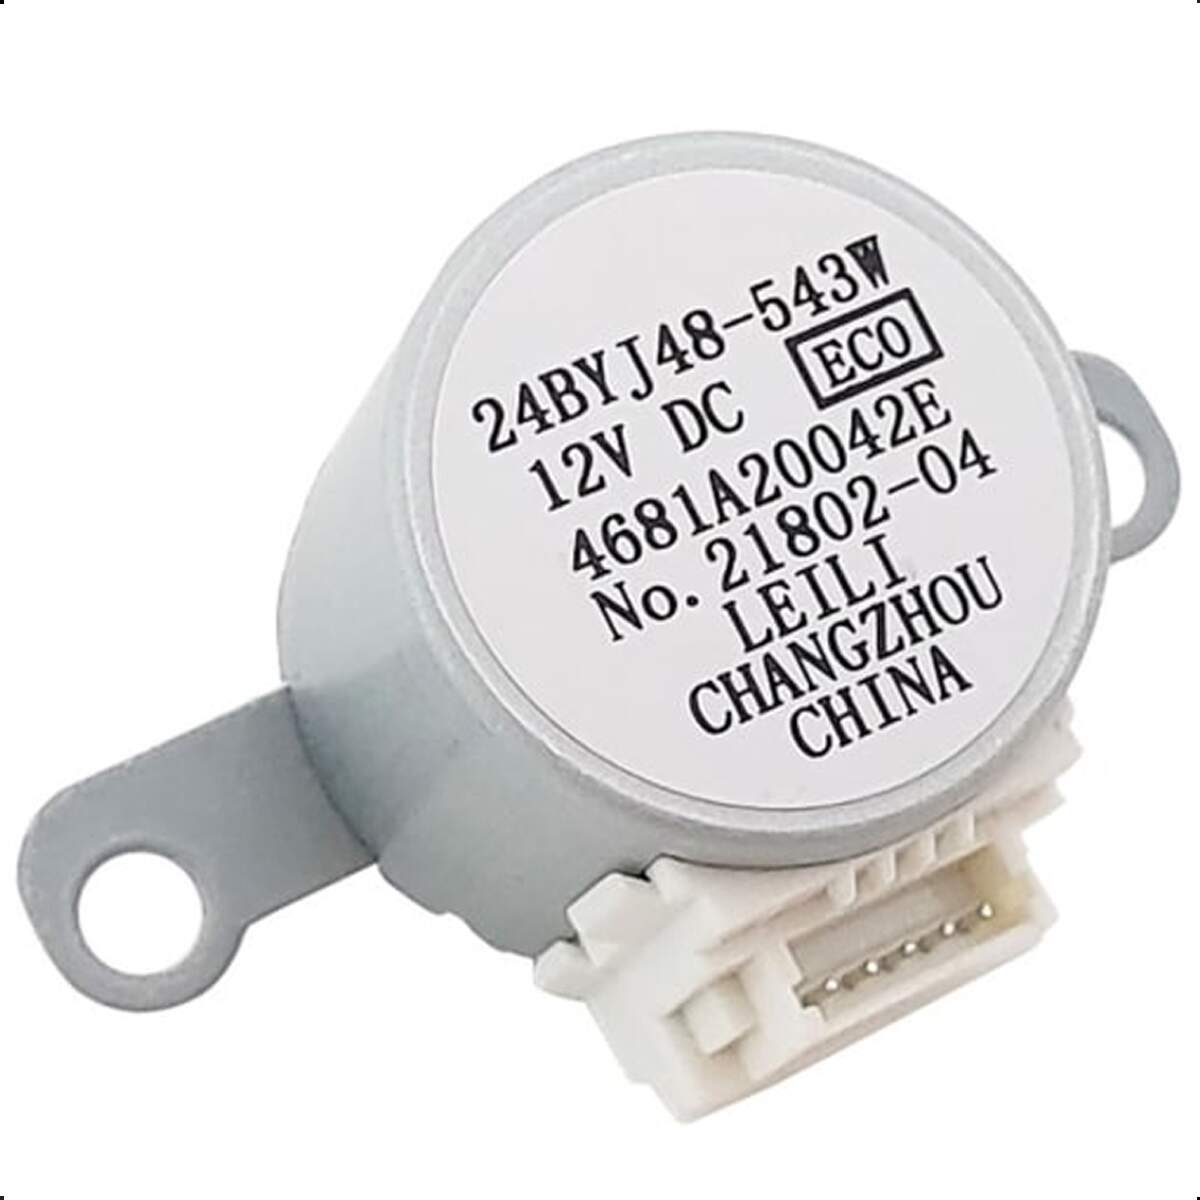 24BYJ48-543W
12V DC ECO
4681A20042E
No.21802-04
LEILI
CHANGZHOU
CHINA